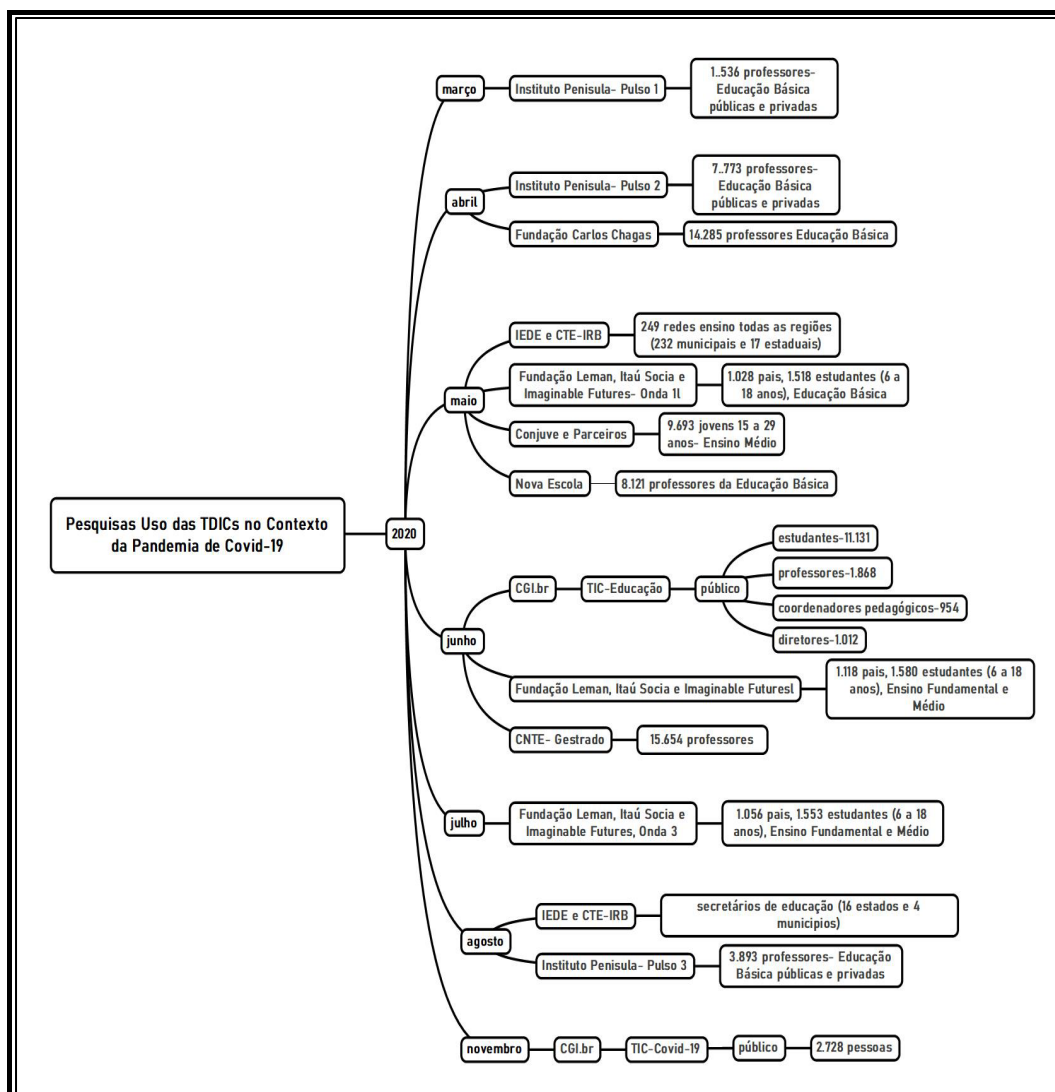 Pesquisas Uso das TDICs no Contexto
da Pandemia de Covid-19
2020
março
Instituto Penisula- Pulso 1
1..536 professores-
Educação Básica
públicas e privadas
abril
Instituto Penisula- Pulso 2
7..773 professores-
Educação Básica
públicas e privadas
Fundação Carlos Chagas
14.285 professores Educação Básica
maio
IEDE e CTE-IRB
249 redes ensino todas as regiões
(232 municipais e 17 estaduais)
Fundação Leman, Itaú Socia e
Imaginable Futures- Onda 1l
1.028 pais, 1.518 estudantes (6 a
18 anos), Educação Básica
Conjuve e Parceiros
9.693 jovens 15 a 29
anos- Ensino Médio
Nova Escola
8.121 professores da Educação Básica
junho
CGI.br
TIC-Educação
público
estudantes-11.131
professores-1.868
coordenadores pedagógicos-954
diretores-1.012
Fundação Leman, Itaú Socia e Imaginable Futuresl
1.118 pais, 1.580 estudantes (6 a 18
anos), Ensino Fundamental e
Médio
CNTE- Gestrado
15.654 professores
julho
Fundação Leman, Itaú Socia e
Imaginable Futures, Onda 3
1.056 pais, 1.553 estudantes (6 a 18
anos), Ensino Fundamental e Médio
agosto
IEDE e CTE-IRB
secretários de educação (16 estados e 4
municipios)
Instituto Penisula- Pulso 3
3.893 professores- Educação
Básica públicas e privadas
novembro
CGI.br
TIC-Covid-19
público
2.728 pessoas